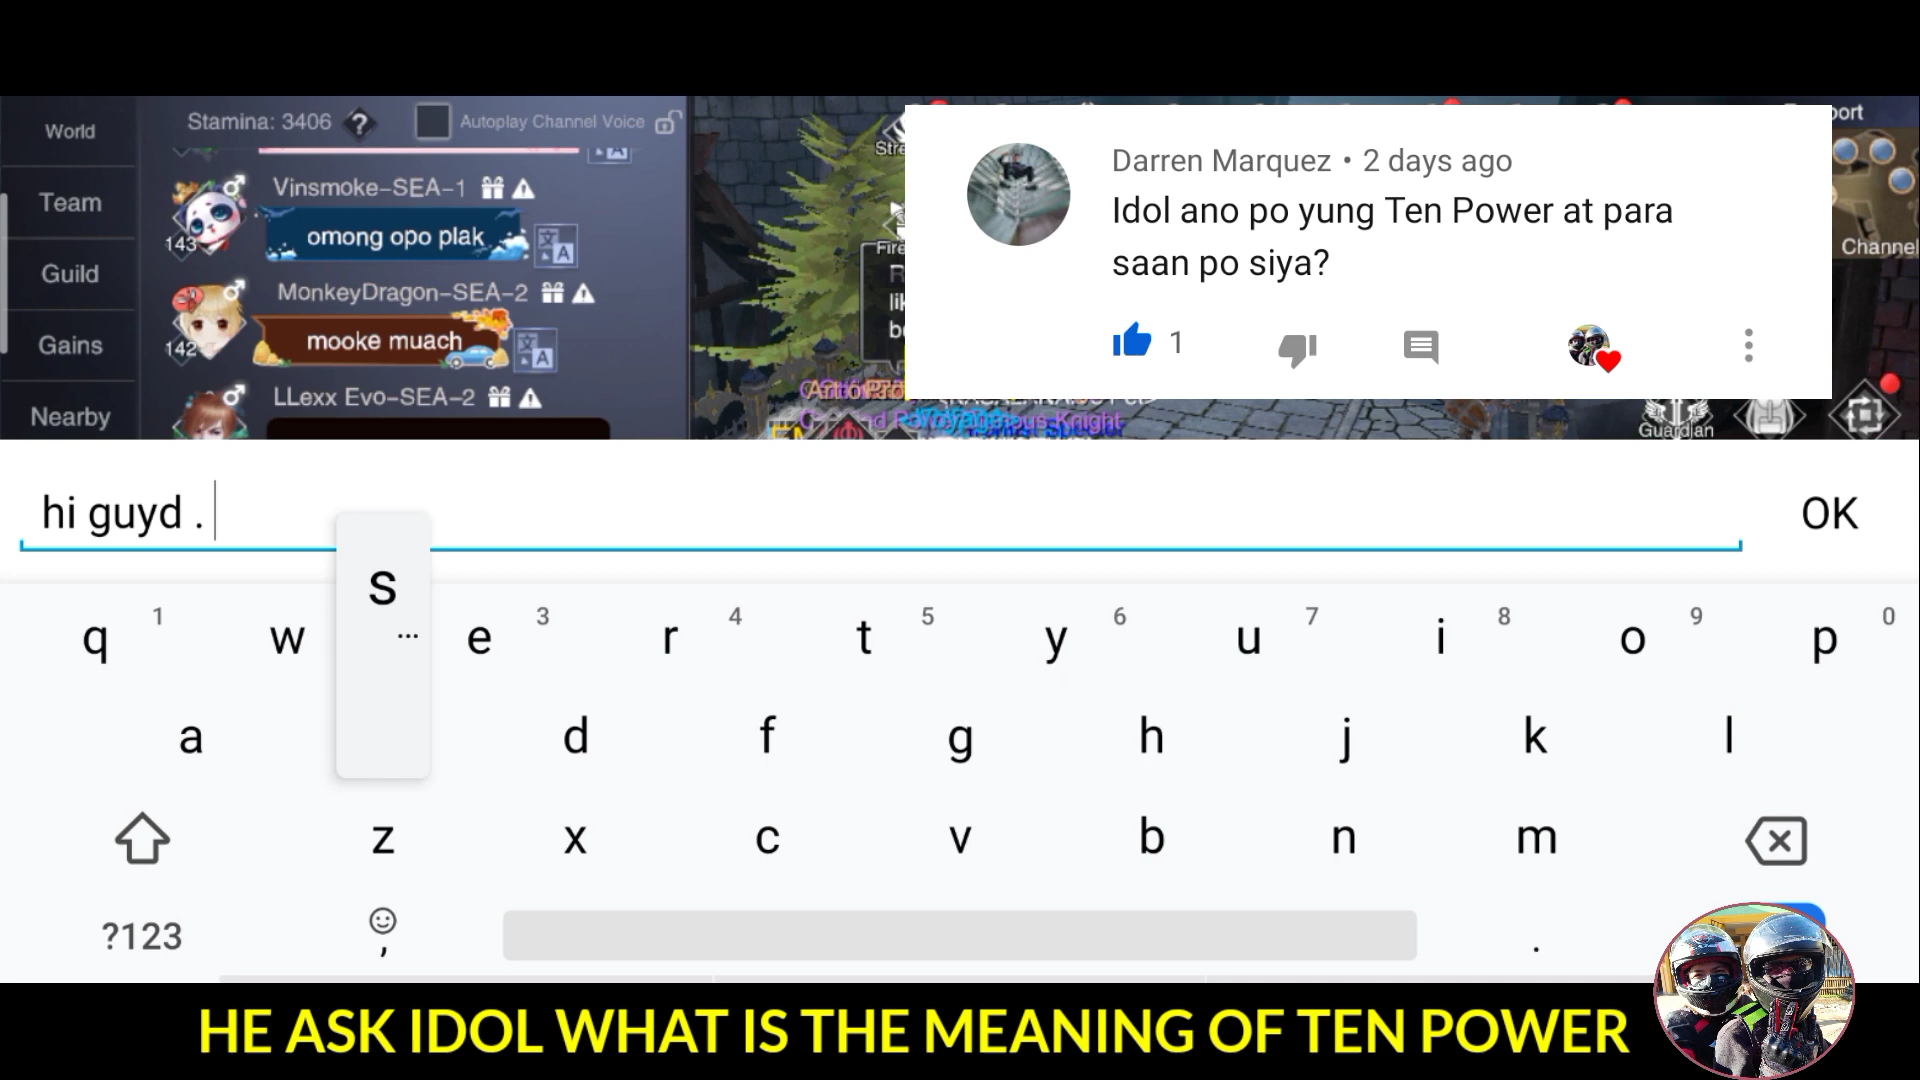 World
Team
Guild
Gains
Nearby
Stamina: 3406 ?
Autoplay Channel Voice
Vinsmoke-SEA-1
143
omong opo plak
MonkeyDragon-SEA-2
142
mooke muach
LLexx Evo-SEA-2
Darren Marquez • 2 days ago
Idol ano po yung Ten Power at para
saan po siya?
1
Channel
Guardian
hi guyd .
OK
s
q 1 w e 3 r 4 t 5 y 6 u 7 i 8 o 9 p 0
a d f g h j k l
z x c v b n m
?123 , .
HE ASK IDOL WHAT IS THE MEANING OF TEN POWER